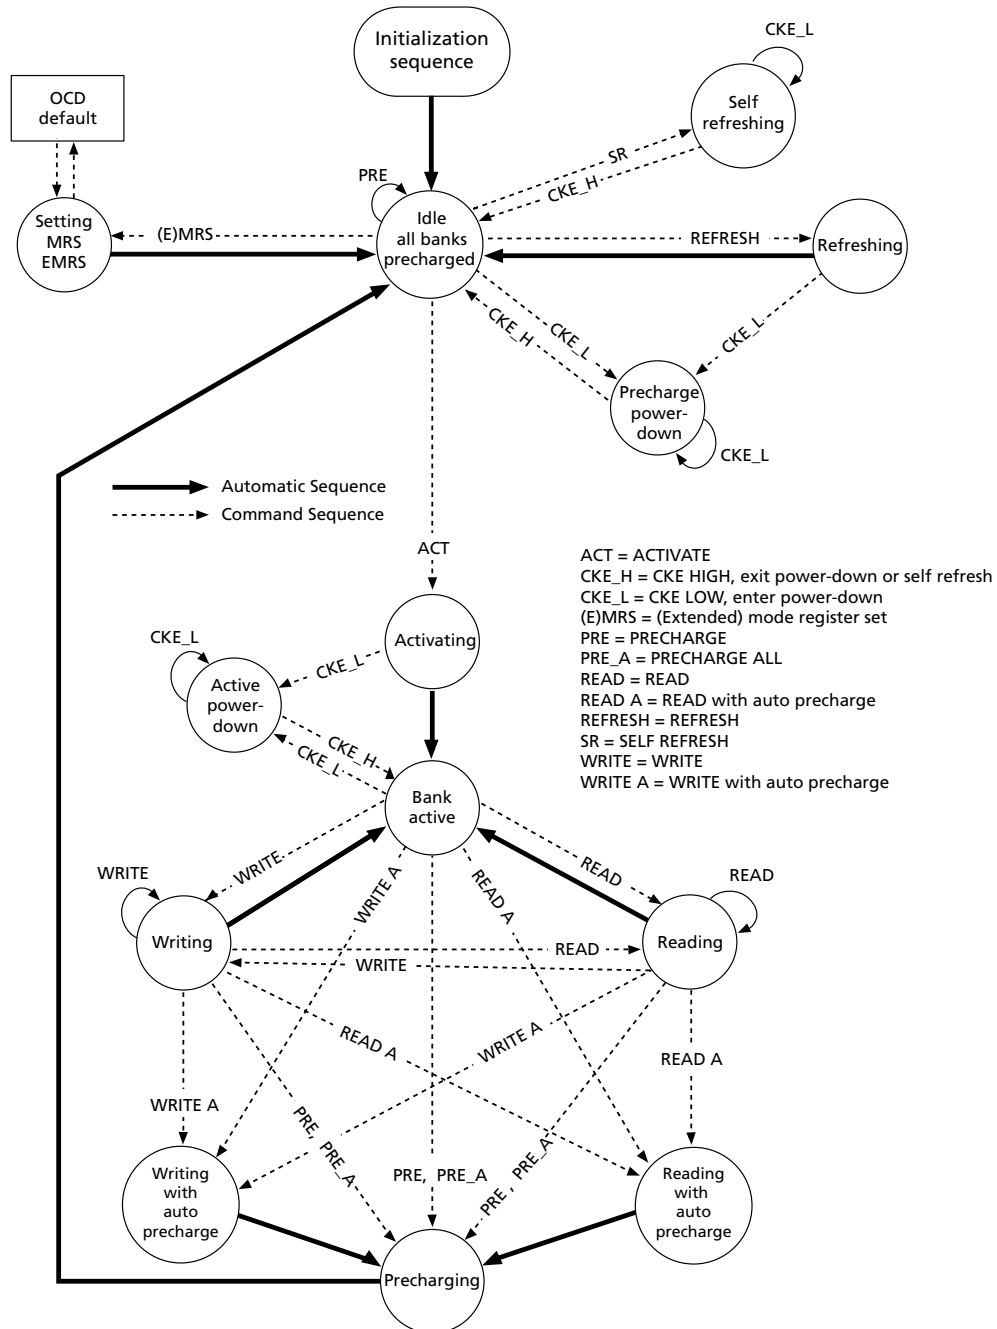 Initialization
sequence
CKE_L
OCD
default
Self
refreshing
SR
CKE_H
PRE
Setting
MRS
EMRS
(E)MRS
Idle
all banks
precharged
REFRESH
Refreshing
CKE_H
CKE_L
CKE_L
Precharge
power-
down
CKE_L
Automatic Sequence
Command Sequence
ACT
ACT = ACTIVATE
CKE_H = CKE HIGH, exit power-down or self refresh
CKE_L = CKE LOW, enter power-down
(E)MRS = (Extended) mode register set
PRE = PRECHARGE
PRE_A = PRECHARGE ALL
READ = READ
READ A = READ with auto precharge
REFRESH = REFRESH
SR = SELF REFRESH
WRITE = WRITE
WRITE A = WRITE with auto precharge
CKE_L
Activating
CKE_L
Active
power-
down
CKE_H
CKE_L
Bank
active
WRITE
WRITE
WRITE A
READ A
READ
READ
Writing
READ
WRITE
Reading
READ A
WRITE A
READ A
WRITE A
PRE, PRE_A
PRE, PRE_A
PRE , PRE_A
Writing
with
auto
precharge
Reading
with
auto
precharge
Precharging